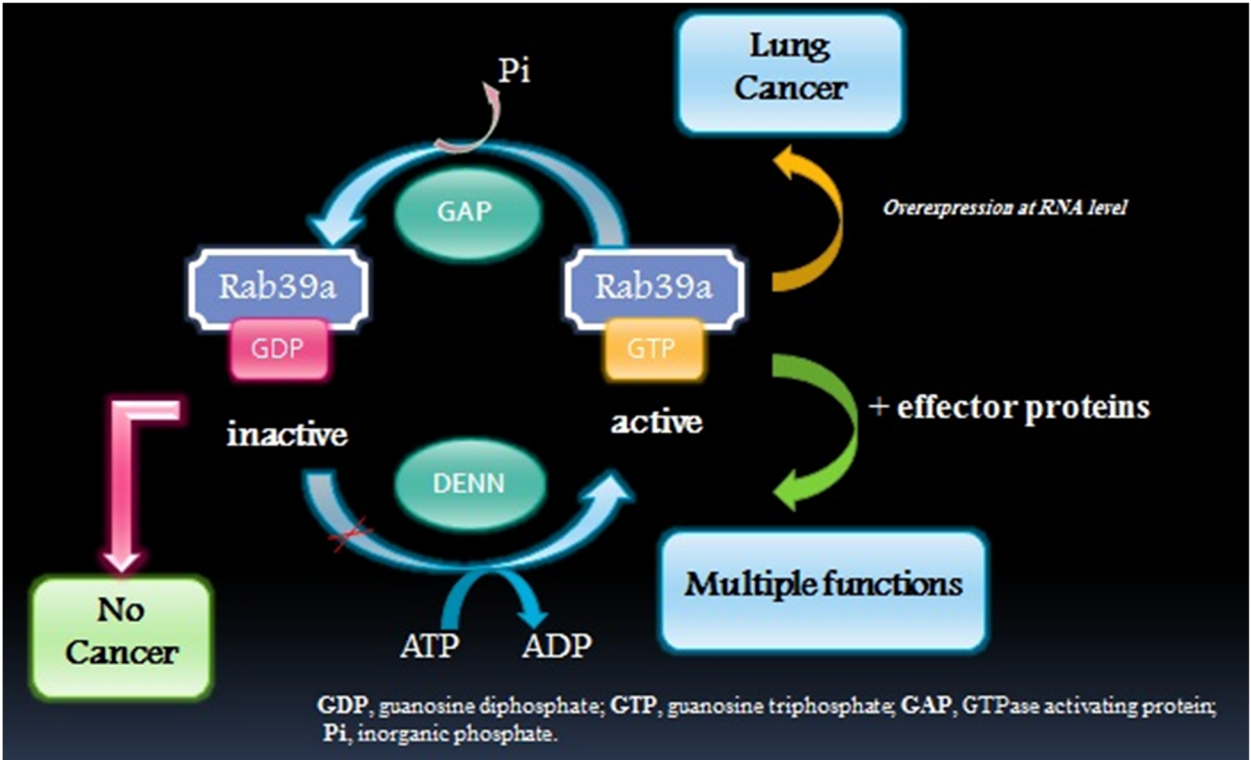 Lung
Cancer
Pi
Overexpression at RNA level
GAP
Rab39a
Rab39a
GDP
GTP
+ effector proteins
inactive
active
DENN
Multiple functions
No
Cancer
ATP
ADP
GDP, guanosine diphosphate; GTP, guanosine triphosphate; GAP, GTPase activating protein;
Pi, inorganic phosphate.